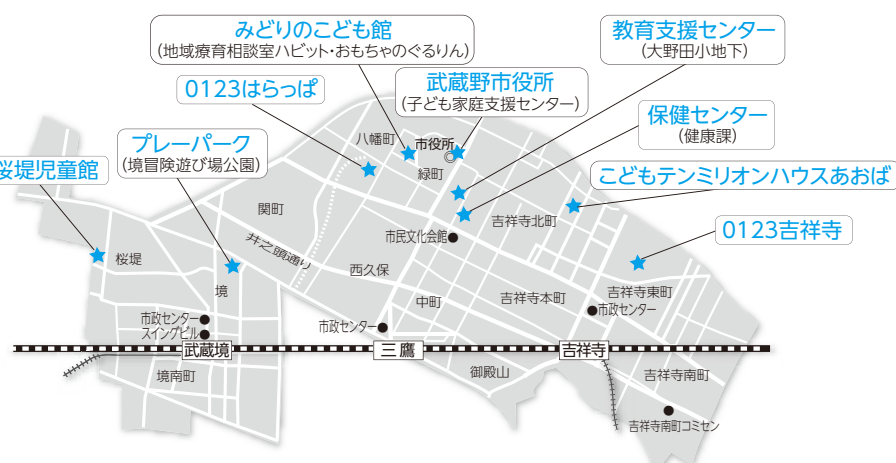 みどりのこども館
(地域療育相談室ハビット・おもちゃのぐるりん)
教育支援センター
(大野田小地下)
0123はらっぱ
武蔵野市役所
(子ども家庭支援センター)
保健センター
(健康課)
プレーパーク
(境冒険遊び場公園)
桜堤児童館
こどもテンミリオンハウスあおば
0123吉祥寺
八幡町
市役所
緑町
関町
吉祥寺北町
市民文化会館
井之頭通り
桜堤
西久保
境
中町
吉祥寺本町
吉祥寺東町
市政センター
市政センター
スイングビル
市政センター
武蔵境
三鷹
吉祥寺
境南町
御殿山
吉祥寺南町
吉祥寺南町コミセン